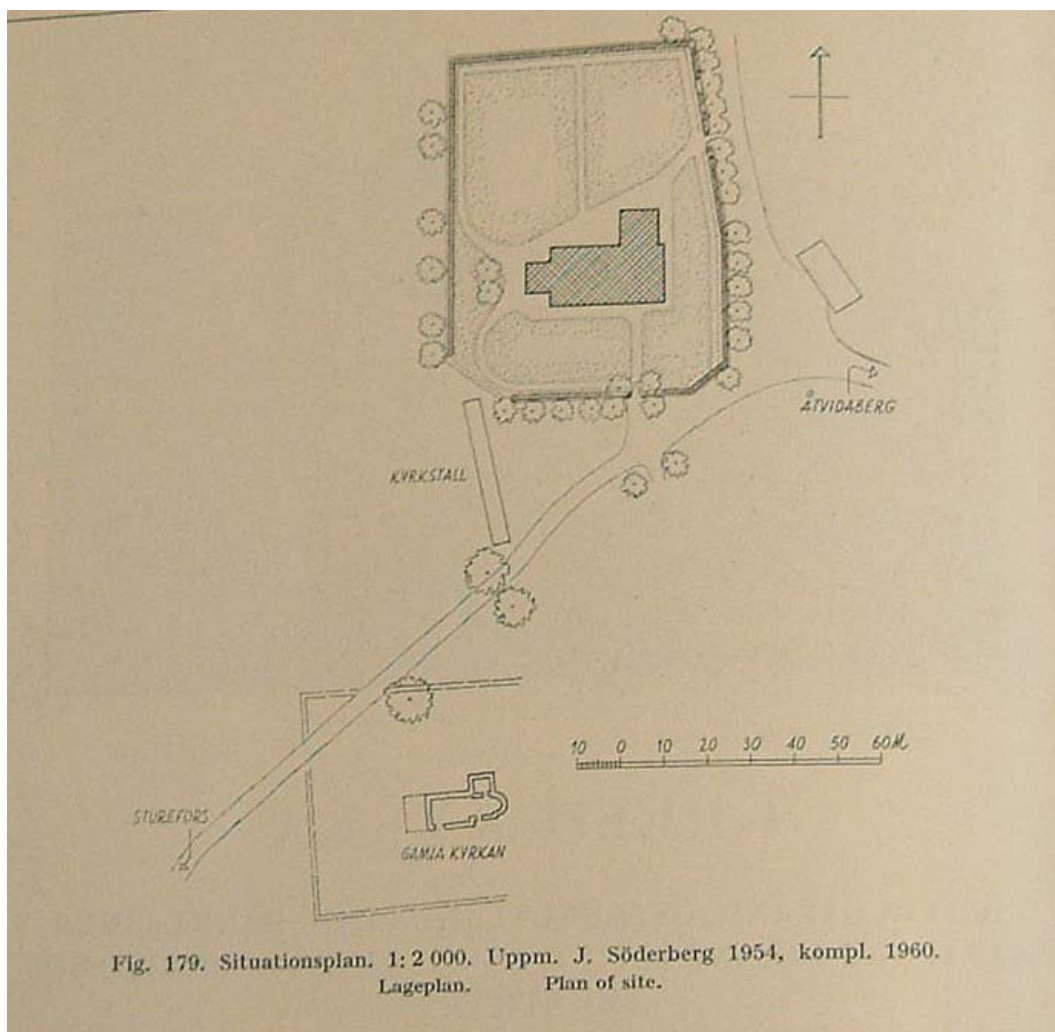 ÅTVIDABERG
KYRKSTALL
10 0 10 20 30 40 50 60 M
STUREFORS
GAMLA KYRKAN
Fig. 179. Situationsplan. 1: 2 000. Uppm. J. Söderberg 1954, kompl. 1960.
Lageplan. Plan of site.